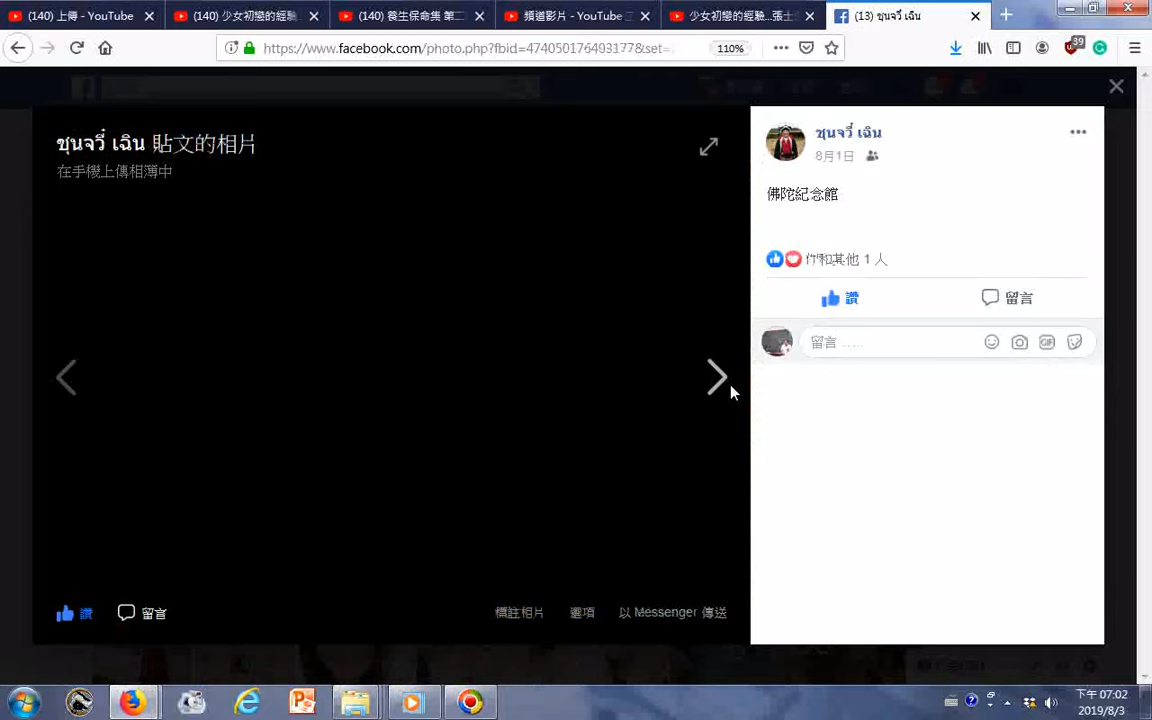 (140) 上傳 - YouTube
(140) 少女初戀的經驗
(140) 養生保命集 第二
頻道影片 - YouTube 工
少女初戀的經驗...張士
(13) ชุนจวี๋ เฉิน
https://www.facebook.com/photo.php?fbid=474050176493177&set=
110%
39
ชุนจวี๋ เฉิน 貼文的相片
在手機上傳相簿中
ชุนจวี๋ เฉิน
8月1日
佛陀紀念館
你和其他 1 人
讚
留言
留言 ......
GIF
讚
留言
標註相片
選項
以 Messenger 傳送
下午 07:02
2019/8/3